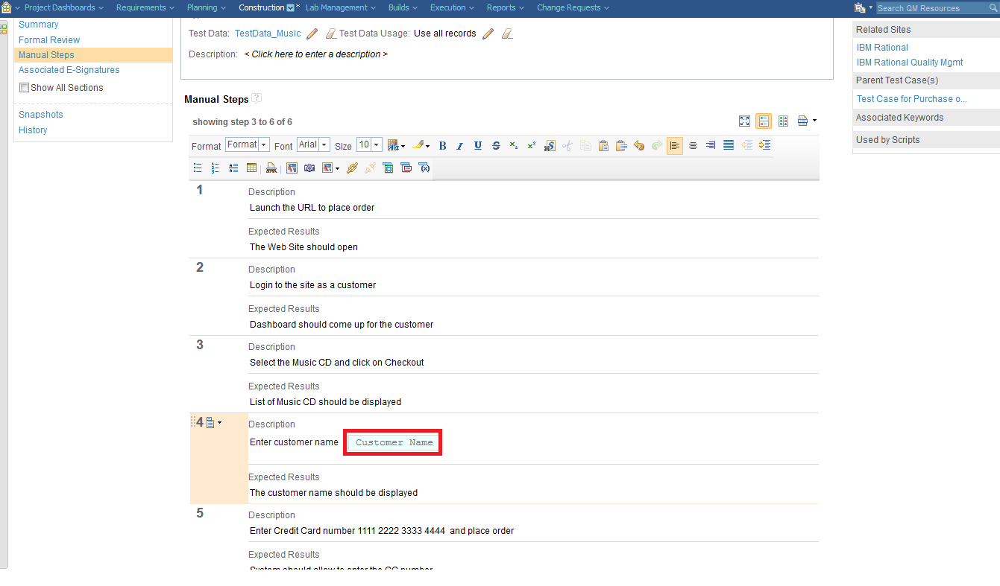 Project Dashboards Requirements Planning Construction * Lab Management Builds Execution Reports Change Requests Search QM Resources
Summary
Formal Review
Manual Steps
Associated E-Signatures
Show All Sections
Snapshots
History
Test Data: TestData_Music Test Data Usage: Use all records
Description: < Click here to enter a description >
Manual Steps ?
showing step 3 to 6 of 6
Format Format Font Arial Size 10
1
Description
Launch the URL to place order
Expected Results
The Web Site should open
2
Description
Login to the site as a customer
Expected Results
Dashboard should come up for the customer
3
Description
Select the Music CD and click on Checkout
Expected Results
List of Music CD should be displayed
4
Description
Enter customer name Customer Name
Expected Results
The customer name should be displayed
5
Description
Enter Credit Card number 1111 2222 3333 4444 and place order
Expected Results
System should allow to enter the CC number
Related Sites
IBM Rational
IBM Rational Quality Mgmt
Parent Test Case(s)
Test Case for Purchase o...
Associated Keywords
Used by Scripts